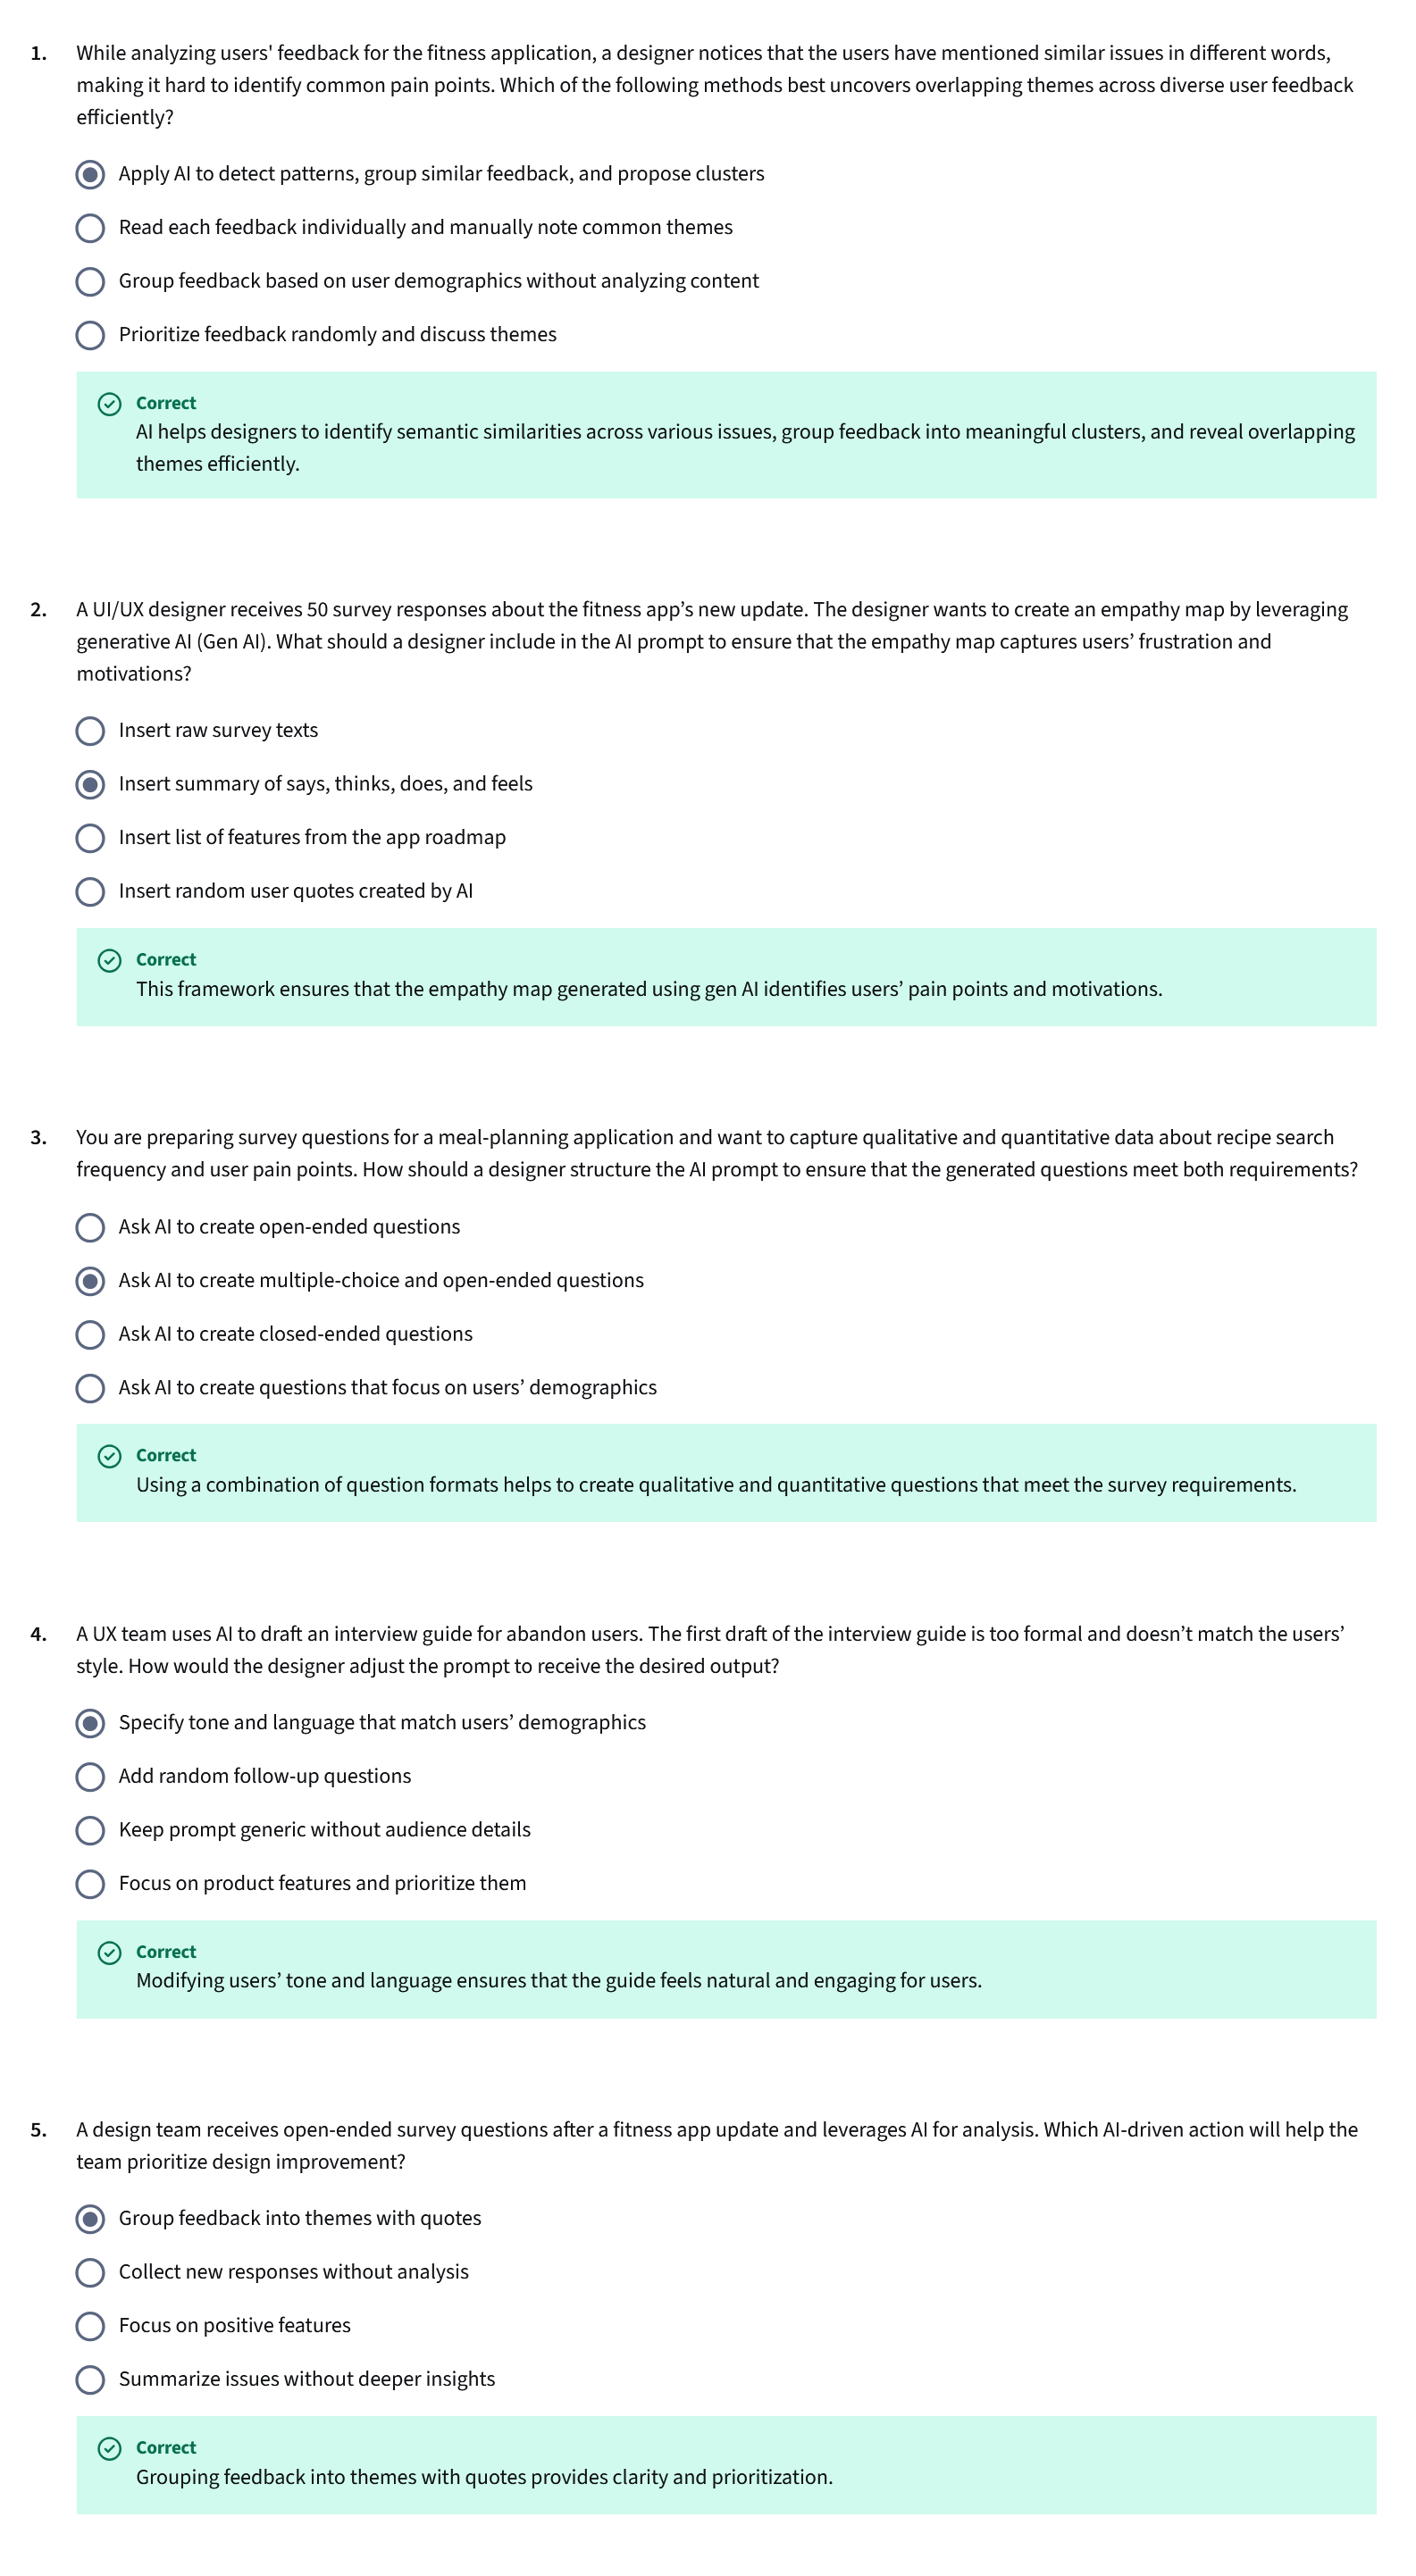 1. While analyzing users' feedback for the fitness application, a designer notices that the users have mentioned similar issues in different words,
making it hard to identify common pain points. Which of the following methods best uncovers overlapping themes across diverse user feedback
efficiently?
Apply AI to detect patterns, group similar feedback, and propose clusters
Read each feedback individually and manually note common themes
Group feedback based on user demographics without analyzing content
Prioritize feedback randomly and discuss themes
Correct
AI helps designers to identify semantic similarities across various issues, group feedback into meaningful clusters, and reveal overlapping
themes efficiently.
2. A UI/UX designer receives 50 survey responses about the fitness app’s new update. The designer wants to create an empathy map by leveraging
generative AI (Gen AI). What should a designer include in the AI prompt to ensure that the empathy map captures users’ frustration and
motivations?
Insert raw survey texts
Insert summary of says, thinks, does, and feels
Insert list of features from the app roadmap
Insert random user quotes created by AI
Correct
This framework ensures that the empathy map generated using gen AI identifies users’ pain points and motivations.
3. You are preparing survey questions for a meal-planning application and want to capture qualitative and quantitative data about recipe search
frequency and user pain points. How should a designer structure the AI prompt to ensure that the generated questions meet both requirements?
Ask AI to create open-ended questions
Ask AI to create multiple-choice and open-ended questions
Ask AI to create closed-ended questions
Ask AI to create questions that focus on users’ demographics
Correct
Using a combination of question formats helps to create qualitative and quantitative questions that meet the survey requirements.
4. A UX team uses AI to draft an interview guide for abandon users. The first draft of the interview guide is too formal and doesn’t match the users’
style. How would the designer adjust the prompt to receive the desired output?
Specify tone and language that match users’ demographics
Add random follow-up questions
Keep prompt generic without audience details
Focus on product features and prioritize them
Correct
Modifying users’ tone and language ensures that the guide feels natural and engaging for users.
5. A design team receives open-ended survey questions after a fitness app update and leverages AI for analysis. Which AI-driven action will help the
team prioritize design improvement?
Group feedback into themes with quotes
Collect new responses without analysis
Focus on positive features
Summarize issues without deeper insights
Correct
Grouping feedback into themes with quotes provides clarity and prioritization.